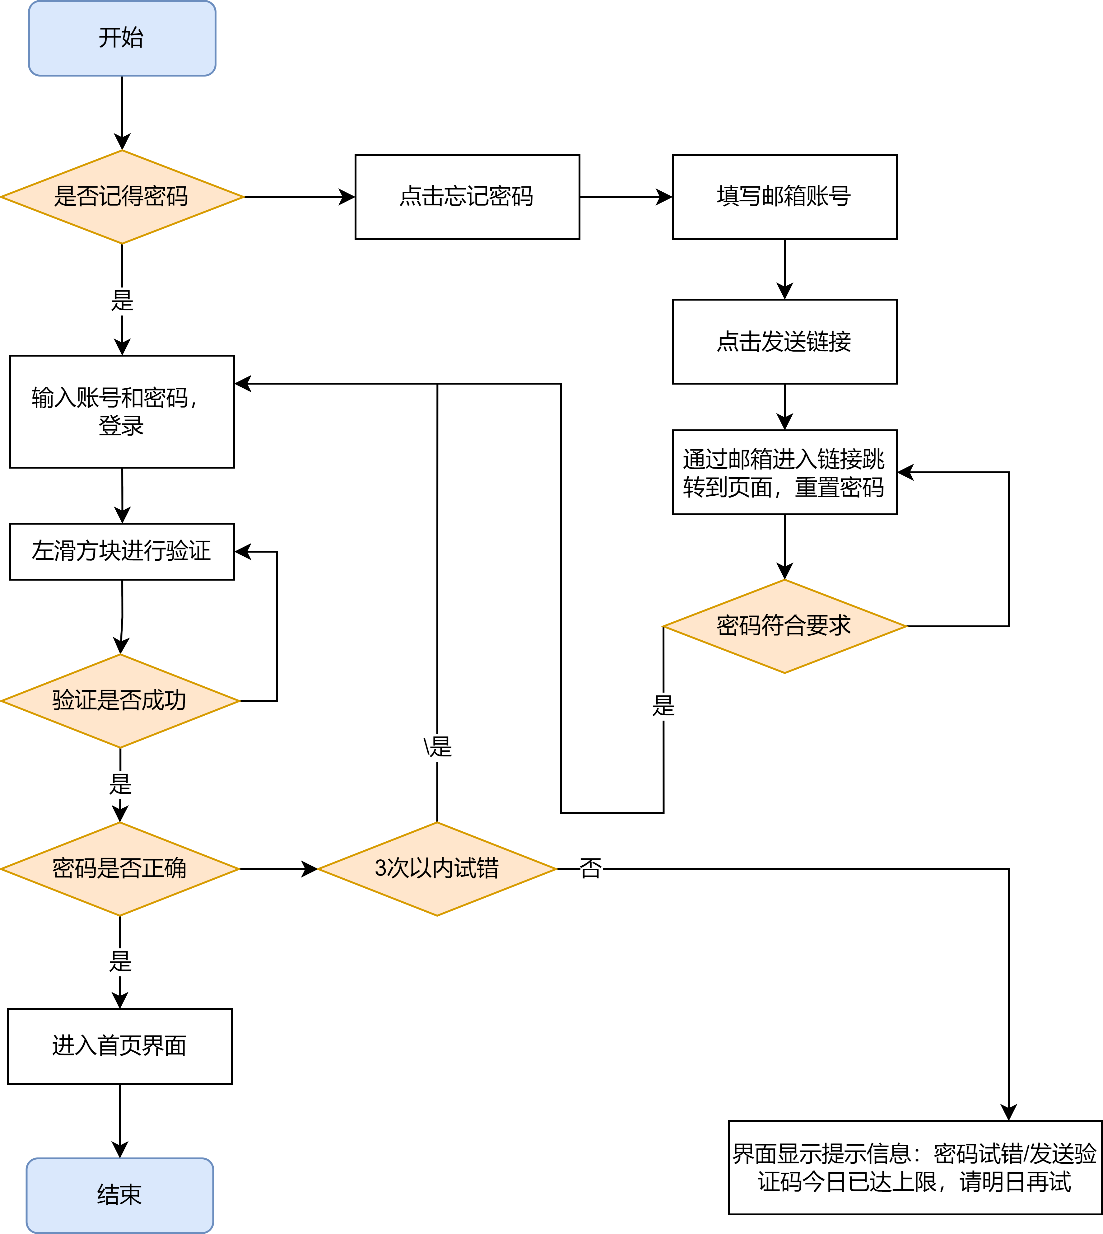 开始
是否记得密码
点击忘记密码
填写邮箱账号
是
点击发送链接
输入账号和密码，
登录
通过邮箱进入链接跳
转到页面，重置密码
左滑方块进行验证
密码符合要求
验证是否成功
是
\是
是
密码是否正确
3次以内试错
否
是
进入首页界面
界面显示提示信息：密码试错/发送验
证码今日已达上限，请明日再试
结束